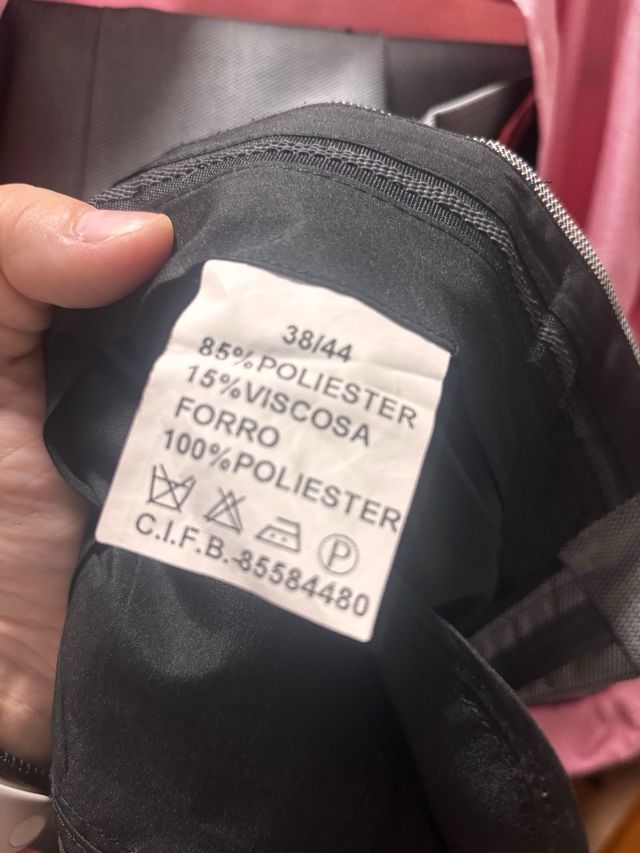 38/44
85%POLIESTER
15%VISCOSA
FORRO
100%POLIESTER
P
C.I.F.B.-85584480